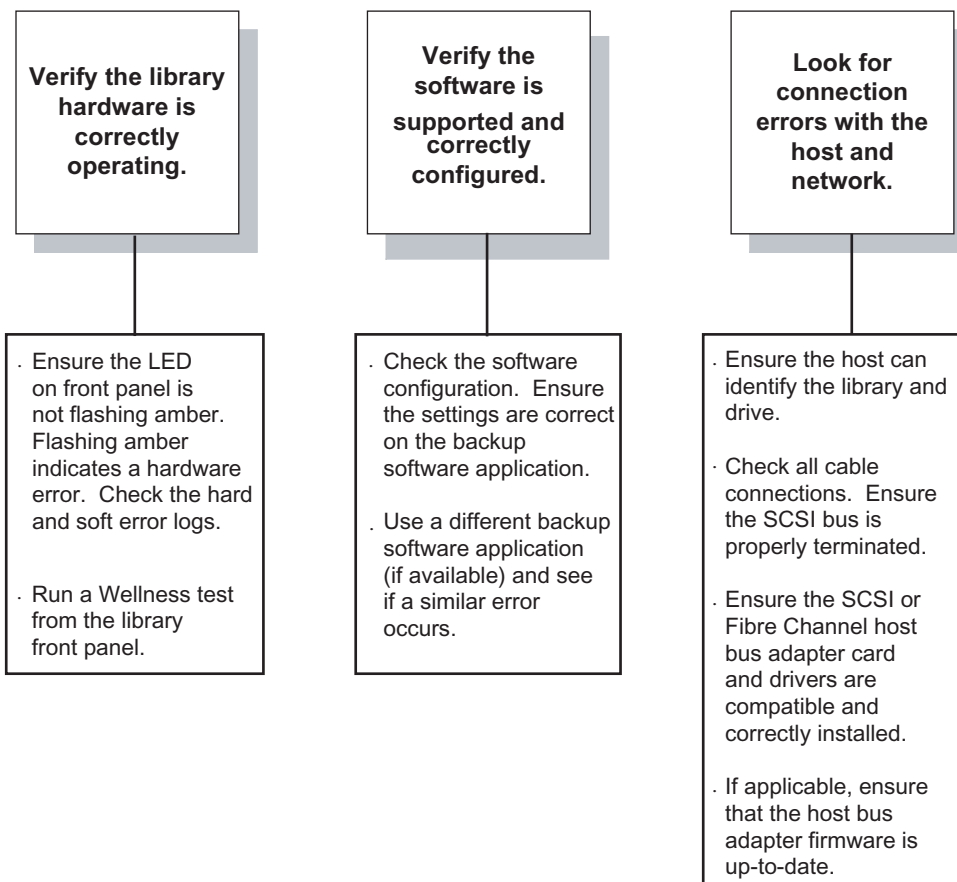 Verify the library
hardware is
correctly
operating.
· Ensure the LED
on front panel is
not flashing amber.
Flashing amber
indicates a hardware
error. Check the hard
and soft error logs.
· Run a Wellness test
from the library
front panel.
Verify the
software is
supported and
correctly
configured.
· Check the software
configuration. Ensure
the settings are correct
on the backup
software application.
· Use a different backup
software application
(if available) and see
if a similar error
occurs.
Look for
connection
errors with the
host and
network.
· Ensure the host can
identify the library and
drive.
· Check all cable
connections. Ensure
the SCSI bus is
properly terminated.
· Ensure the SCSI or
Fibre Channel host
bus adapter card
and drivers are
compatible and
correctly installed.
· If applicable, ensure
that the host bus
adapter firmware is
up-to-date.